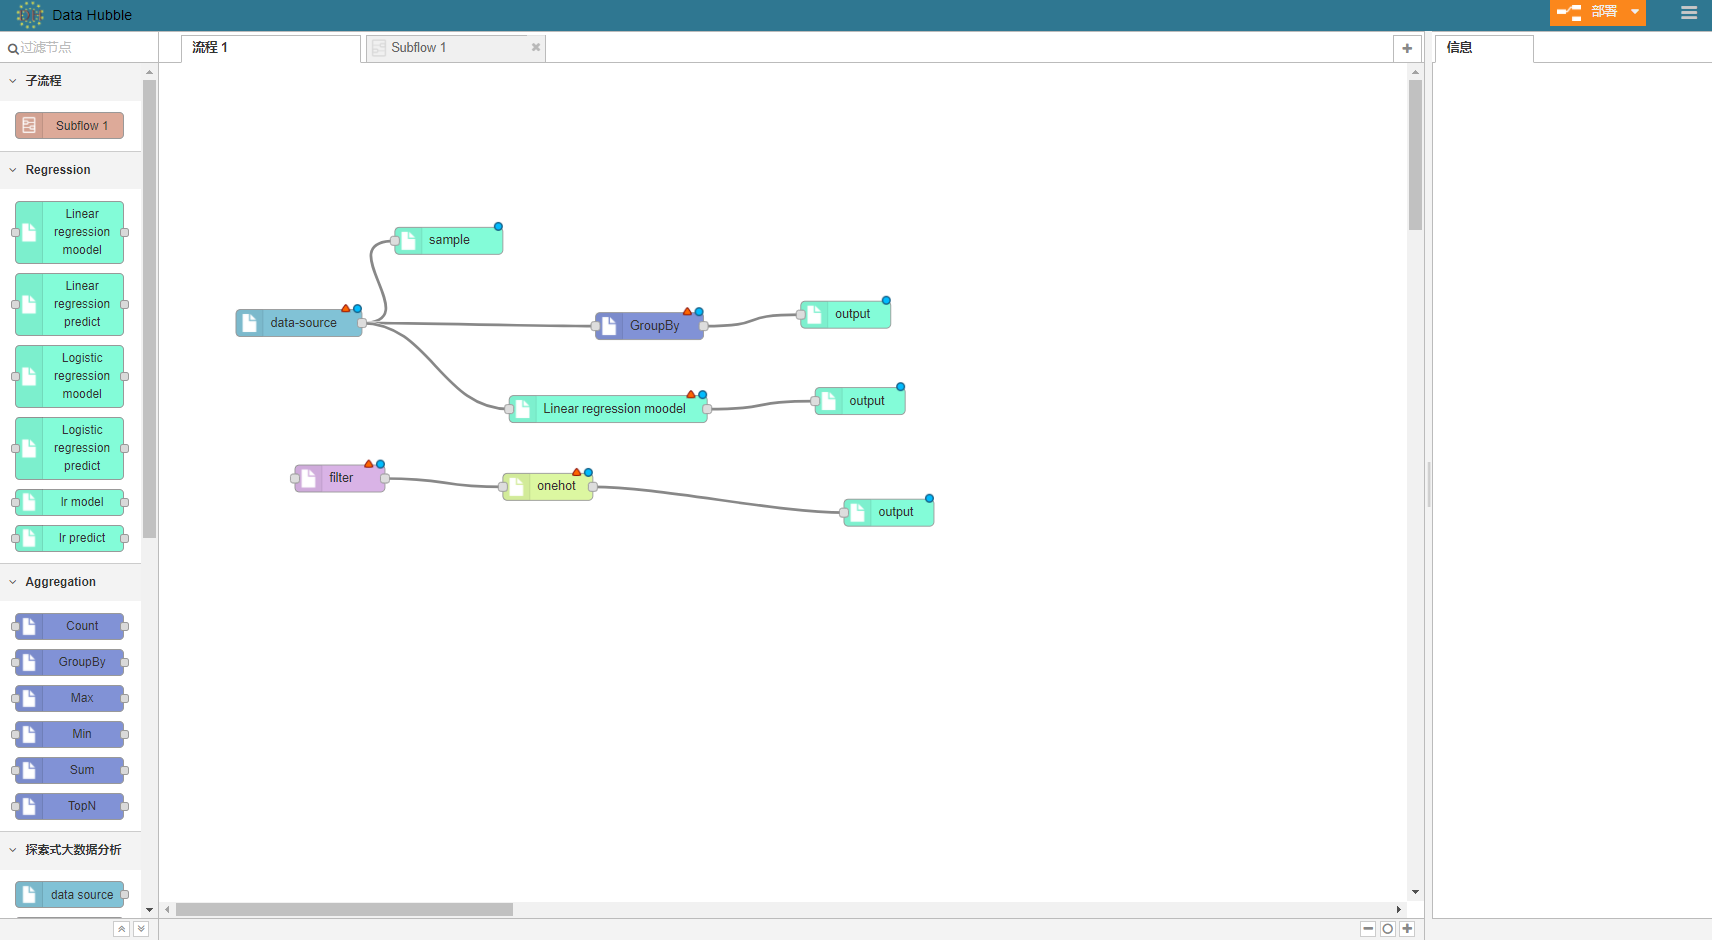 Data Hubble
部署
过滤节点
流程 1
Subflow 1
信息
子流程
Subflow 1
Regression
Linear
regression
moodel
Linear
regression
predict
Logistic
regression
moodel
Logistic
regression
predict
lr model
lr predict
Aggregation
Count
GroupBy
Max
Min
Sum
TopN
探索式大数据分析
data source
sample
data-source
GroupBy
output
Linear regression moodel
output
filter
onehot
output